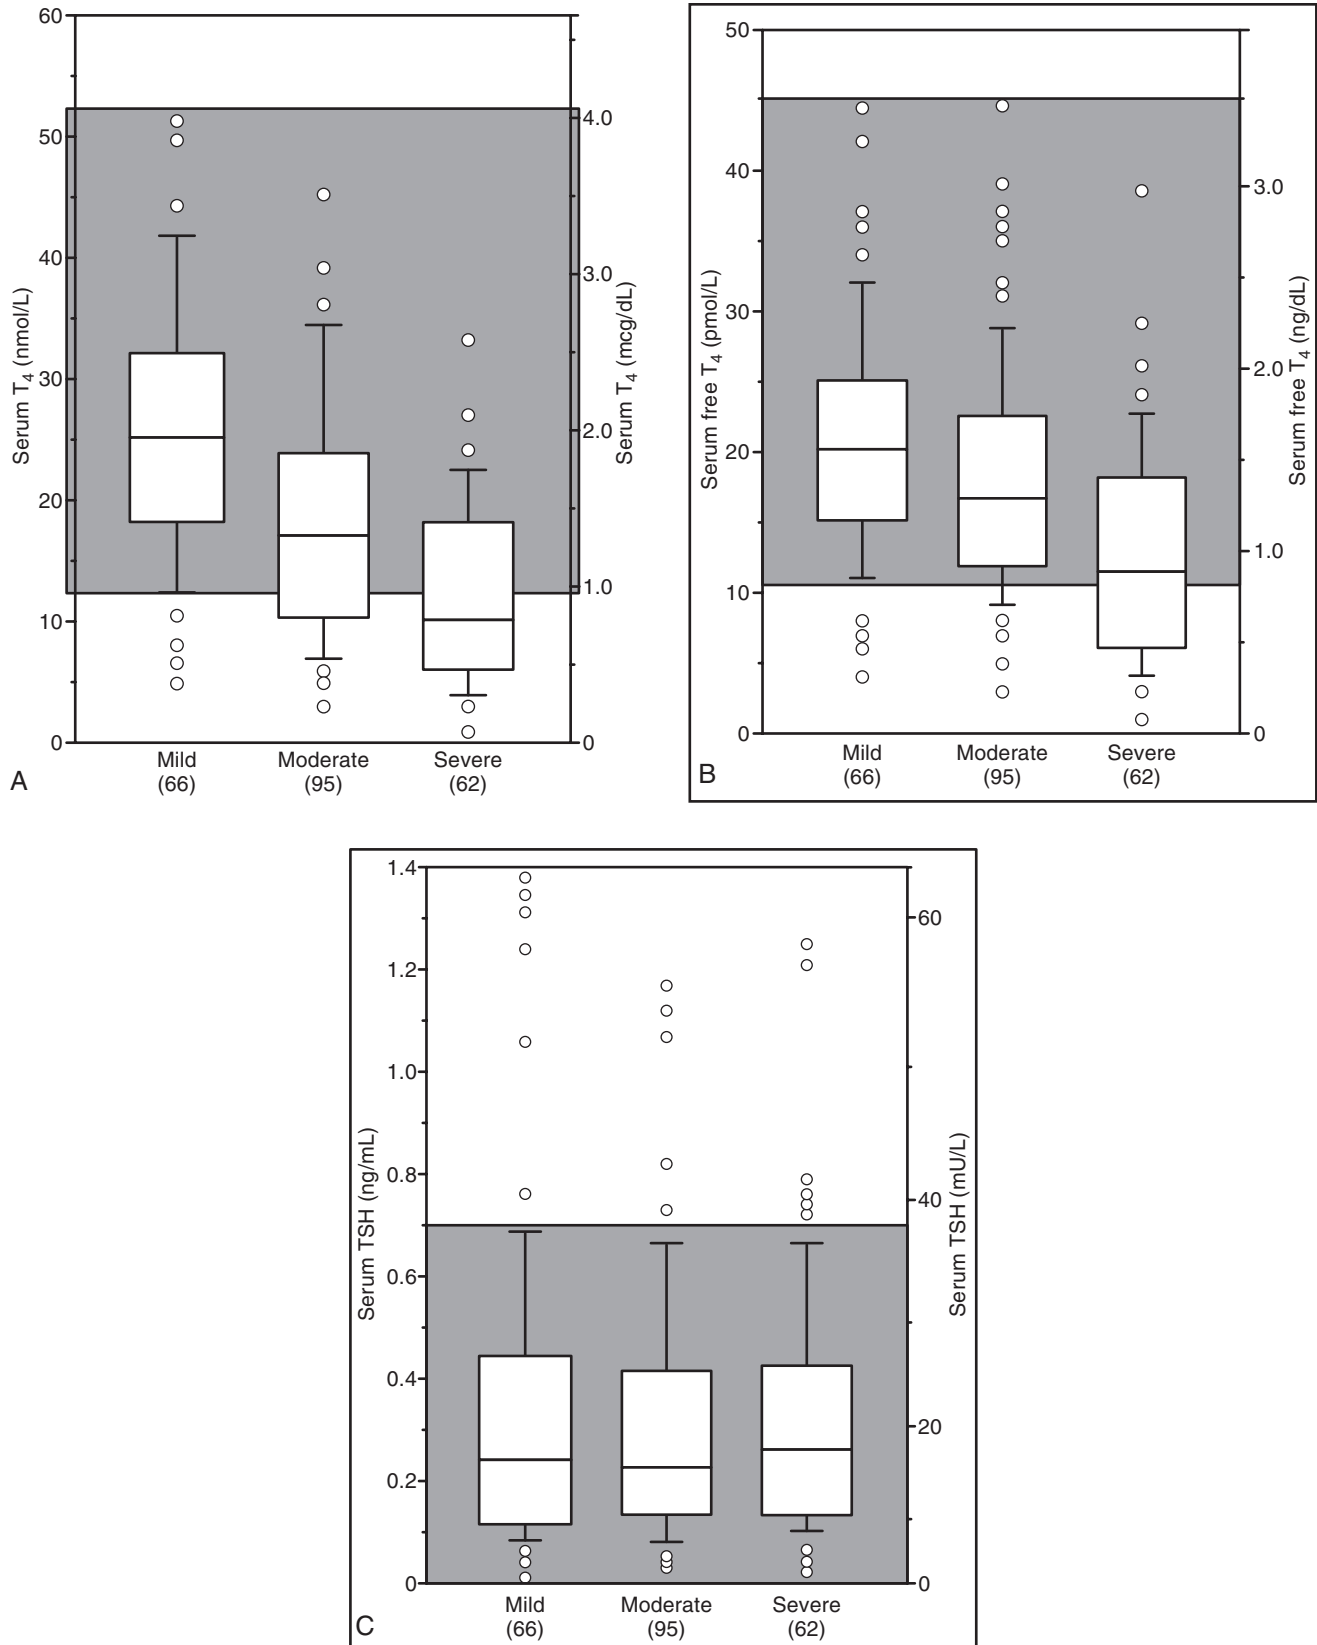 60
50
40
30
20
10
0
Serum T4 (nmol/L)
4.0
3.0
2.0
1.0
0
Serum T4 (mcg/dL)
Mild
(66)
Moderate
(95)
Severe
(62)
A
50
40
30
20
10
0
Serum free T4 (pmol/L)
3.0
2.0
1.0
0
Serum free T4 (ng/dL)
Mild
(66)
Moderate
(95)
Severe
(62)
B
1.4
1.2
1.0
0.8
0.6
0.4
0.2
0
Serum TSH (ng/mL)
60
40
20
0
Serum TSH (mU/L)
Mild
(66)
Moderate
(95)
Severe
(62)
C